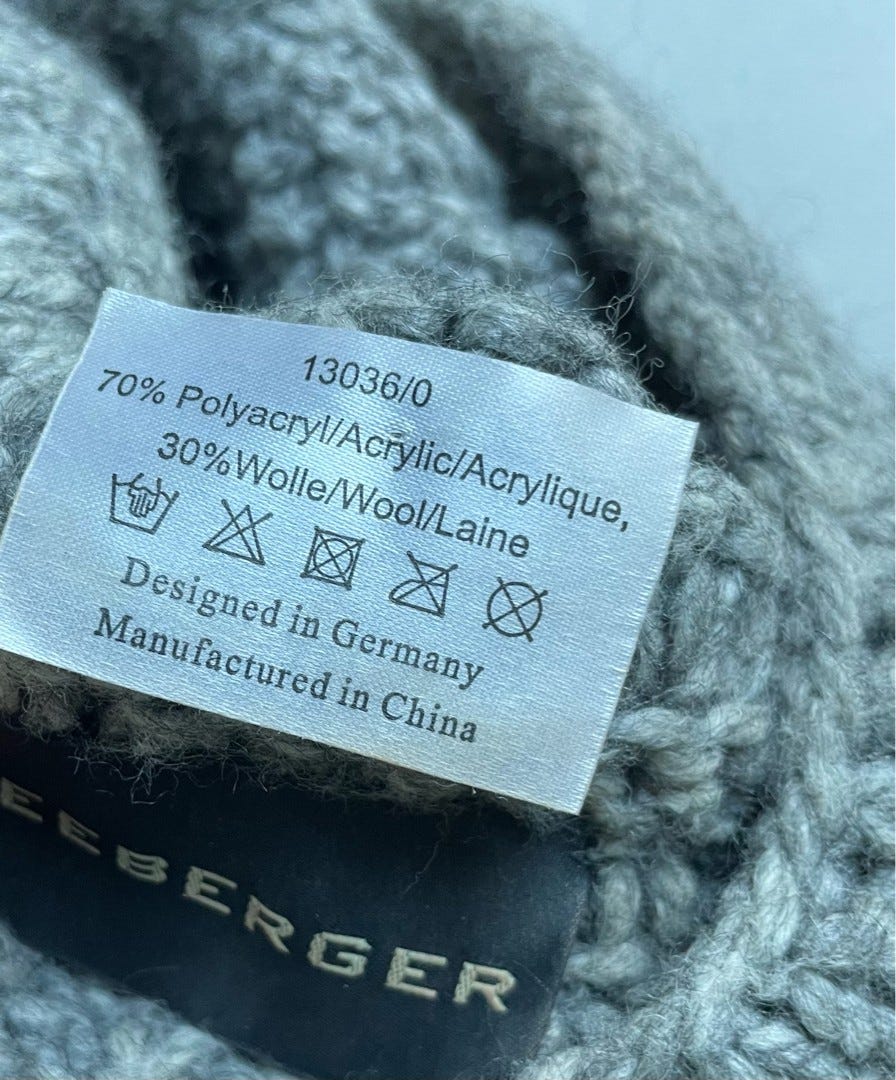 13036/0
70% Polyacryl/Acrylic/Acrylique,
30%Wolle/Wool/Laine
Designed in Germany
Manufactured in China
EEBERGER